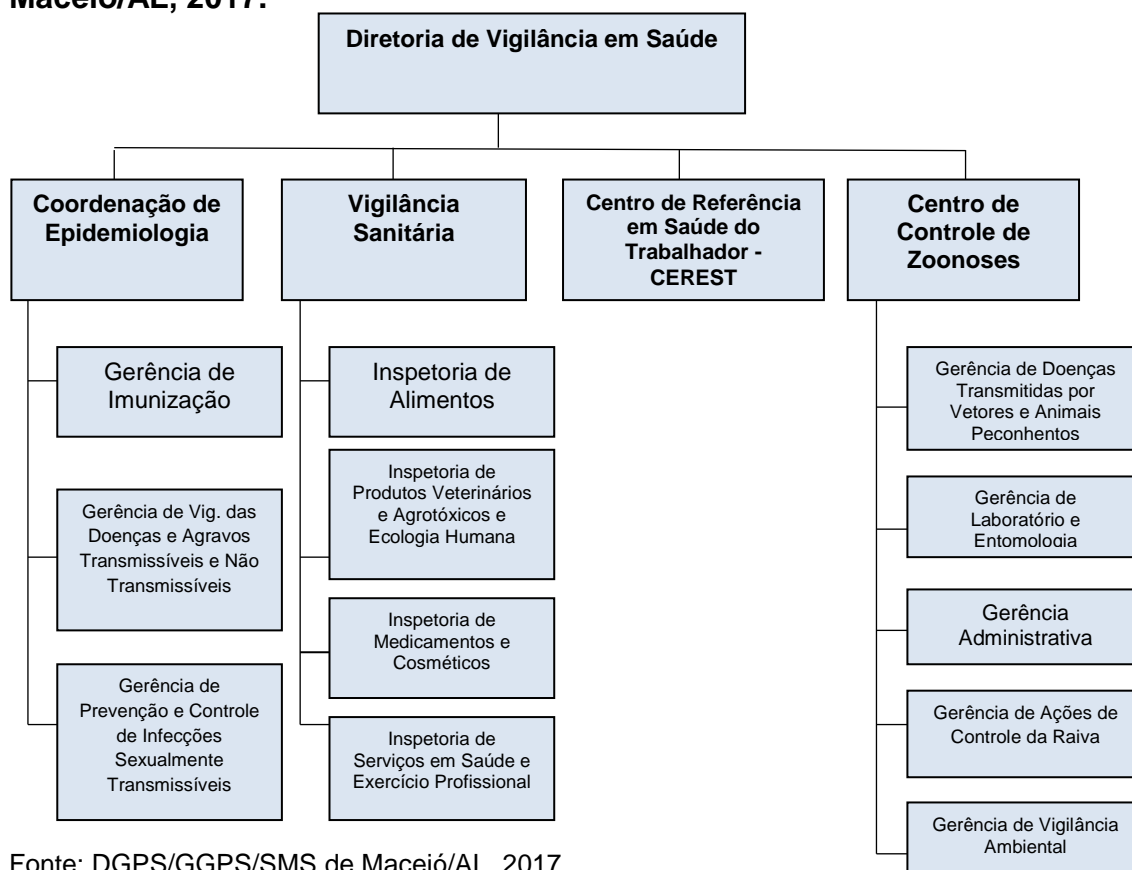 Maceió/AL, 2017.
Diretoria de Vigilância em Saúde
Coordenação de
Epidemiologia
Vigilância
Sanitária
Centro de Referência
em Saúde do
Trabalhador -
CEREST
Centro de
Controle de
Zoonoses
Gerência de
Imunização
Gerência de Vig. das
Doenças e Agravos
Transmissíveis e Não
Transmissíveis
Gerência de
Prevenção e Controle
de Infecções
Sexualmente
Transmissíveis
Inspetoria de
Alimentos
Inspetoria de
Produtos Veterinários
e Agrotóxicos e
Ecologia Humana
Inspetoria de
Medicamentos e
Cosméticos
Inspetoria de
Serviços em Saúde e
Exercício Profissional
Gerência de Doenças
Transmitidas por
Vetores e Animais
Peconhentos
Gerência de
Laboratório e
Entomologia
Gerência
Administrativa
Gerência de Ações de
Controle da Raiva
Gerência de Vigilância
Ambiental
Fonte: DGPS/GGPS/SMS de Maceió/AL, 2017